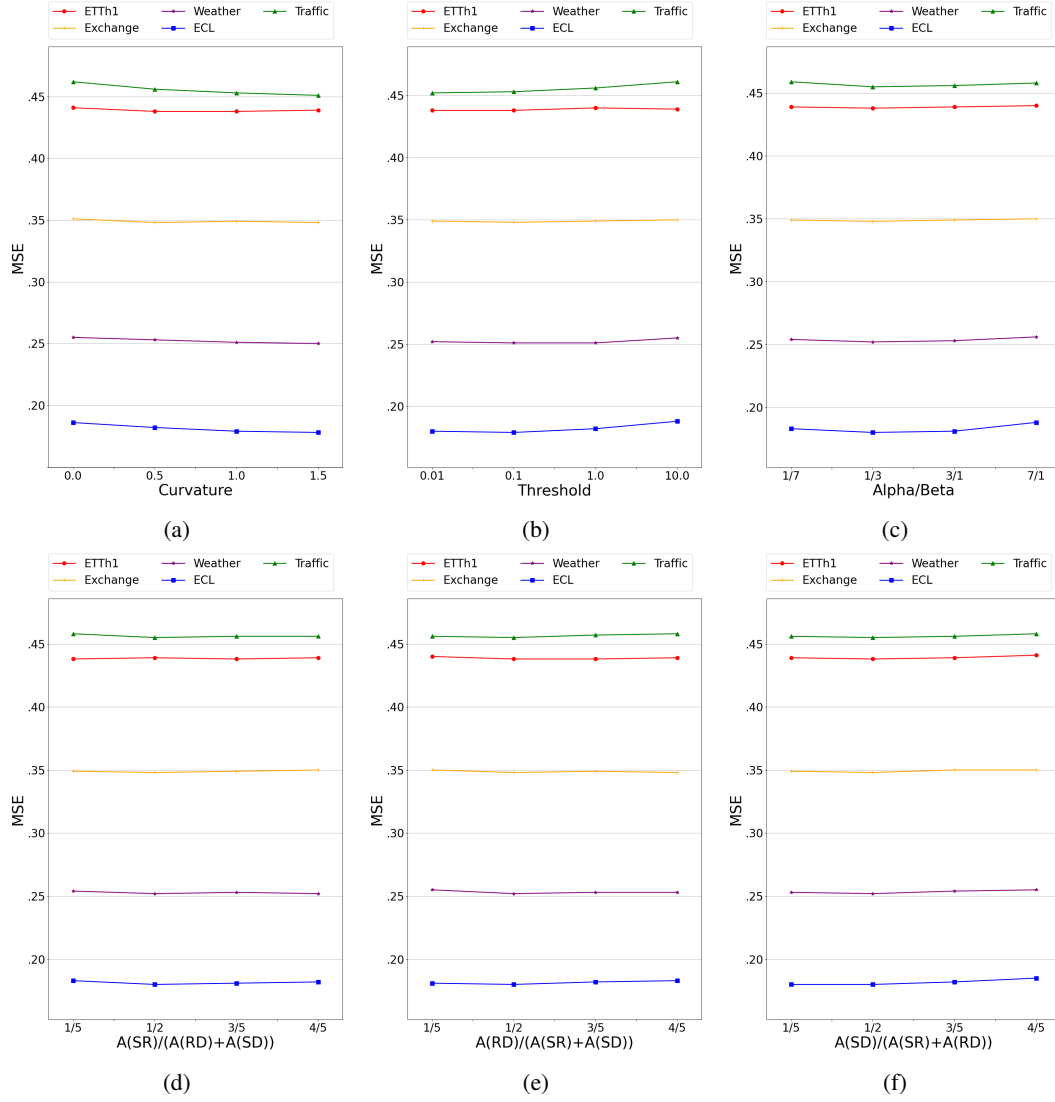 ETTh1 Weather Traffic
Exchange ECL
MSE
.45
.40
.35
.30
.25
.20
0.0 0.5 1.0 1.5
Curvature
(a)
ETTh1 Weather Traffic
Exchange ECL
MSE
.45
.40
.35
.30
.25
.20
0.01 0.1 1.0 10.0
Threshold
(b)
ETTh1 Weather Traffic
Exchange ECL
MSE
.45
.40
.35
.30
.25
.20
1/7 1/3 3/1 7/1
Alpha/Beta
(c)
ETTh1 Weather Traffic
Exchange ECL
MSE
.45
.40
.35
.30
.25
.20
1/5 1/2 3/5 4/5
A(SR)/(A(RD)+A(SD))
(d)
ETTh1 Weather Traffic
Exchange ECL
MSE
.45
.40
.35
.30
.25
.20
1/5 1/2 3/5 4/5
A(RD)/(A(SR)+A(SD))
(e)
ETTh1 Weather Traffic
Exchange ECL
MSE
.45
.40
.35
.30
.25
.20
1/5 1/2 3/5 4/5
A(SD)/(A(SR)+A(RD))
(f)